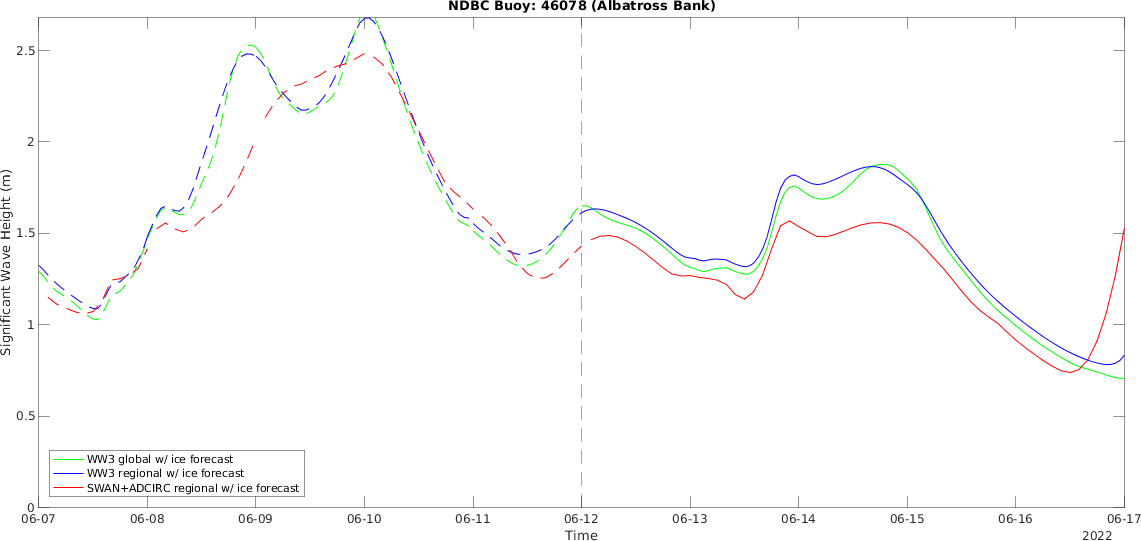 NDBC Buoy: 46078 (Albatross Bank)
Significant Wave Height (m)
2.5
2
1.5
1
0.5
0
WW3 global w/ ice forecast
WW3 regional w/ ice forecast
SWAN+ADCIRC regional w/ ice forecast
06-07 06-08 06-09 06-10 06-11 06-12 06-13 06-14 06-15 06-16 06-17
Time
2022